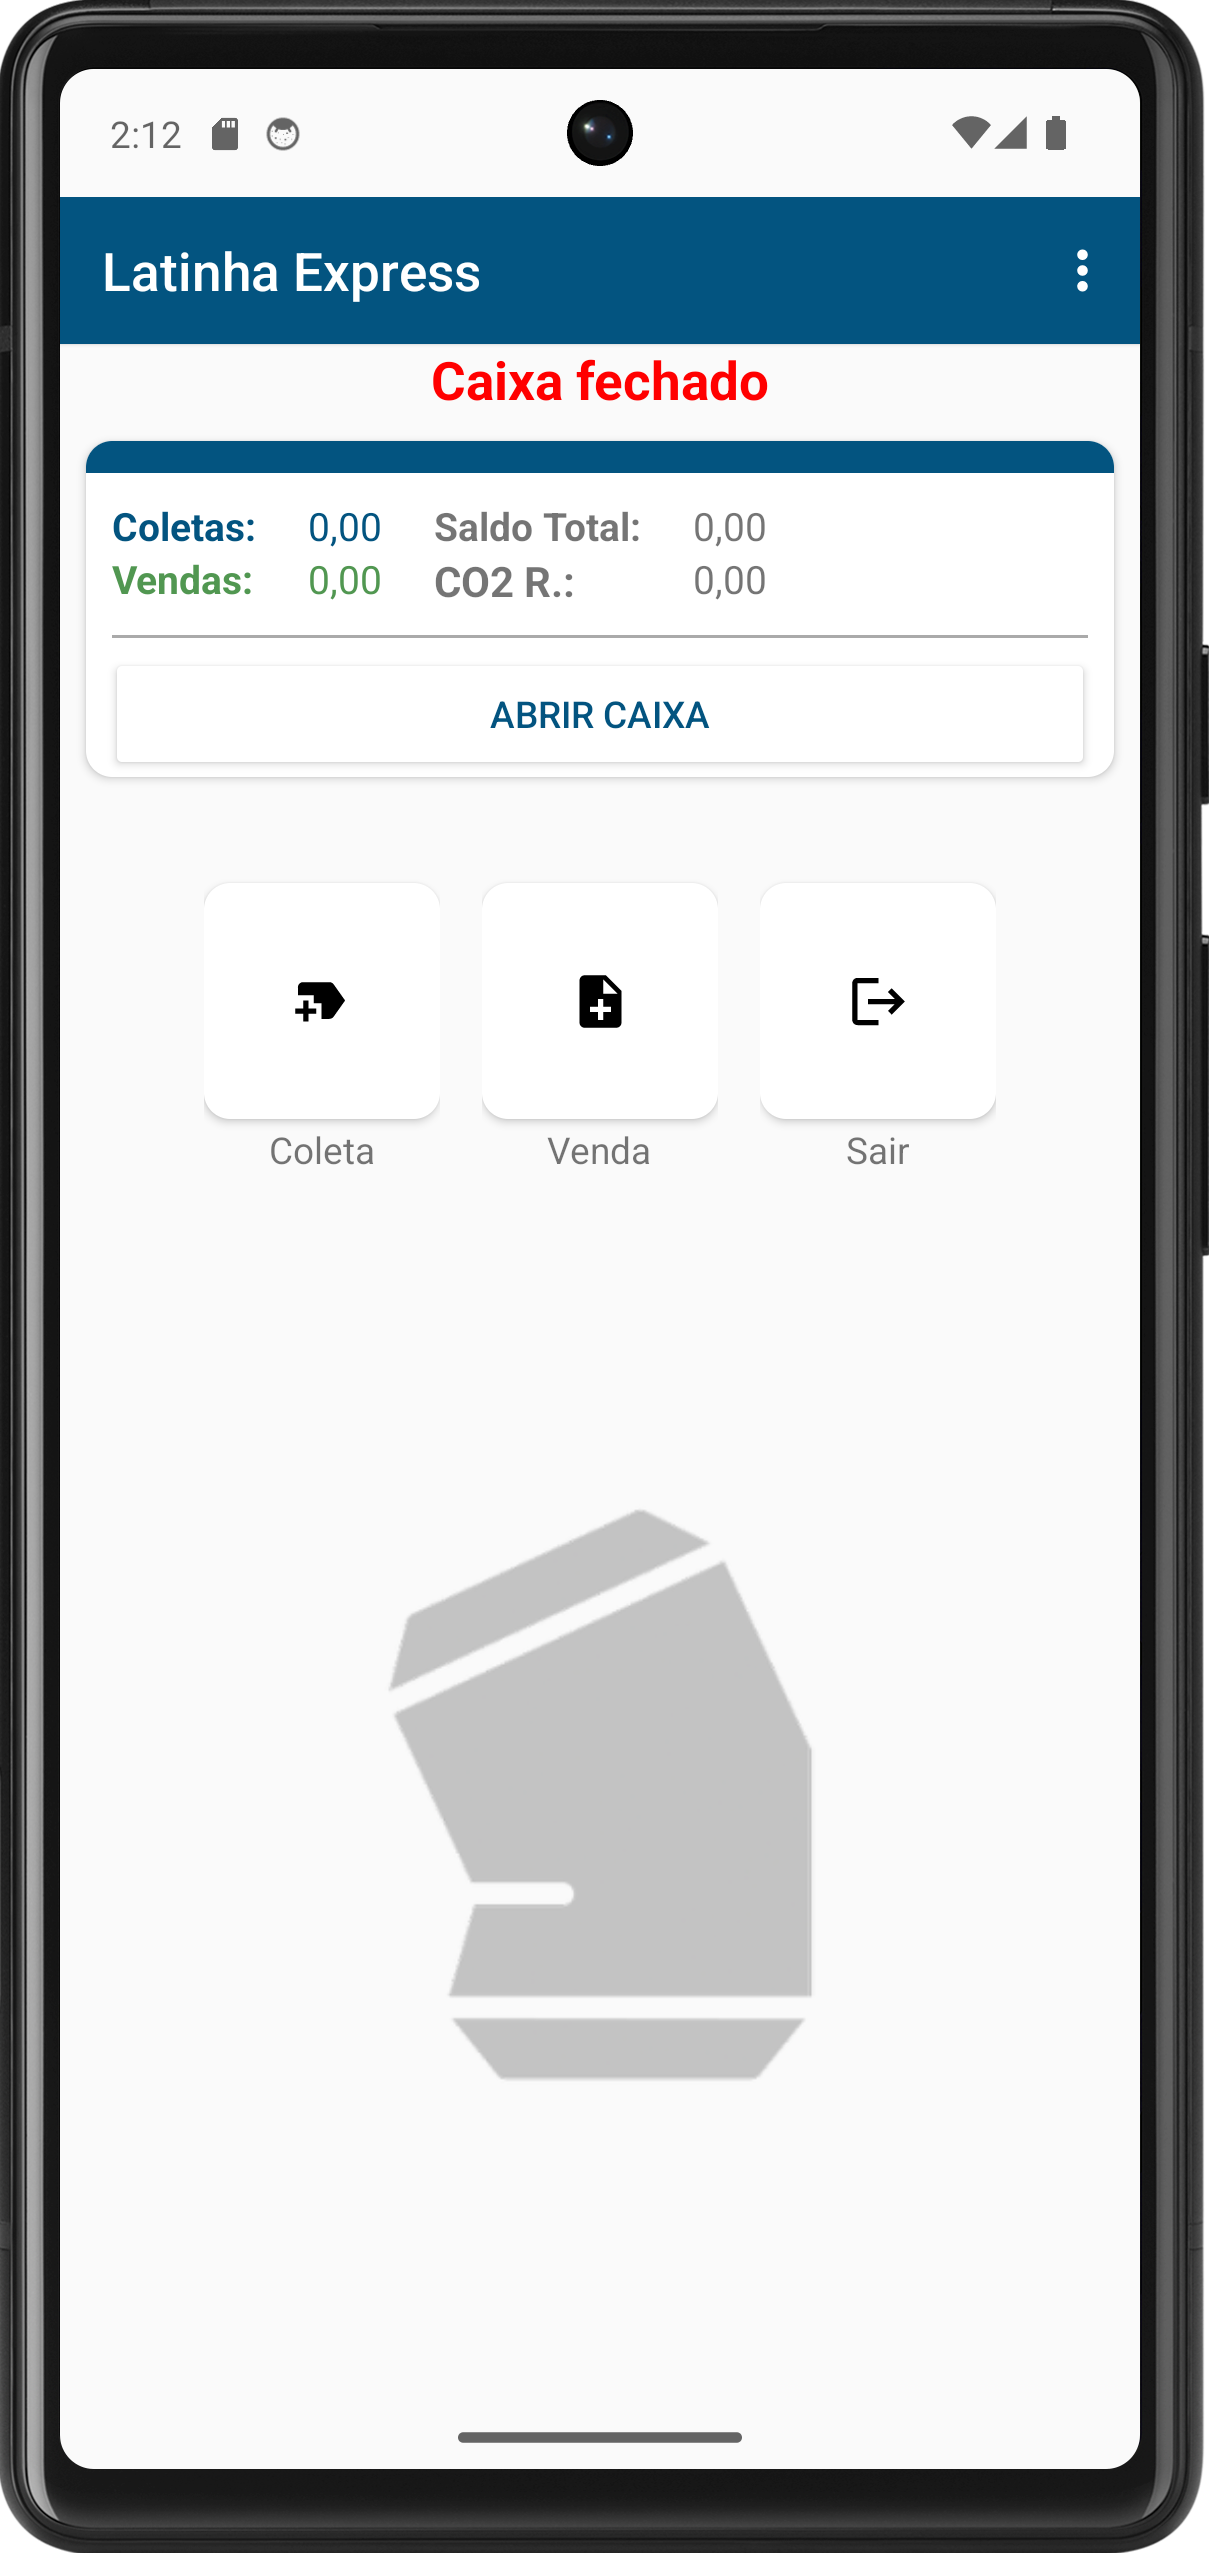 2:12
Latinha Express
Caixa fechado
Coletas: 0,00 Saldo Total: 0,00
Vendas: 0,00 CO2 R.: 0,00
ABRIR CAIXA
Coleta Venda Sair